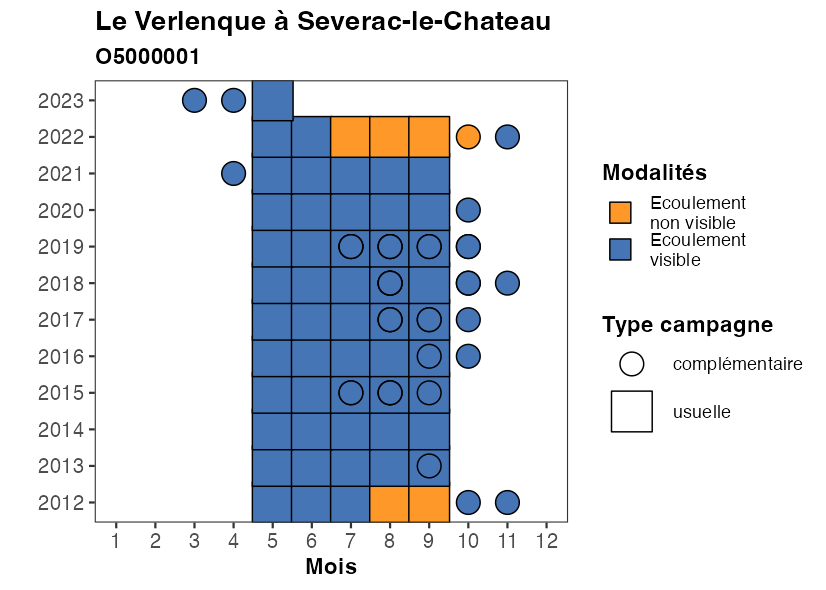 Le Verlenque à Severac-le-Chateau
O5000001
2023
2022
2021
2020
2019
2018
2017
2016
2015
2014
2013
2012
1 2 3 4 5 6 7 8 9 10 11 12
Mois
Modalités
Ecoulement
non visible
Ecoulement
visible
Type campagne
complémentaire
usuelle